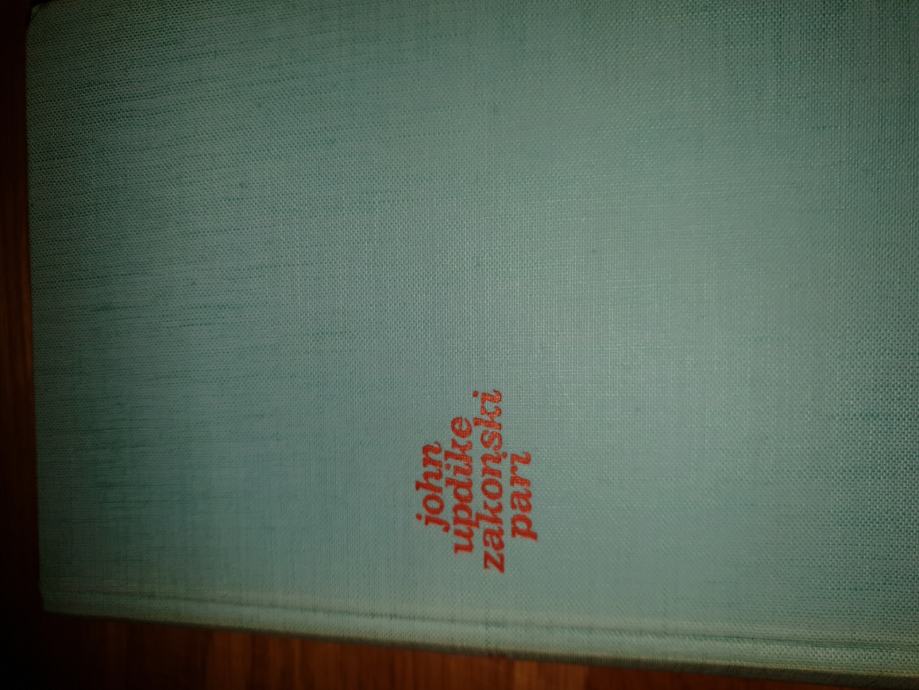 john
updike
zakonski
pari